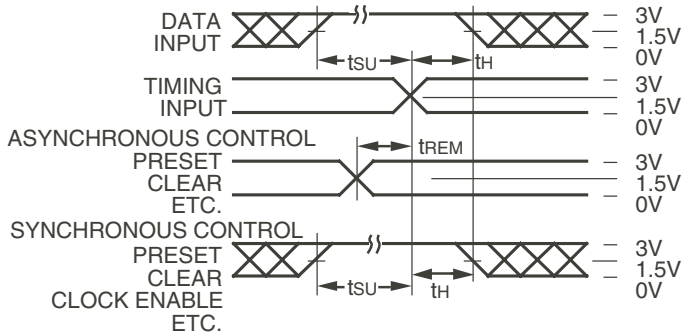 DATA
INPUT
tSU
tH
3V
1.5V
0V
TIMING
INPUT
3V
1.5V
0V
ASYNCHRONOUS CONTROL
PRESET
CLEAR
ETC.
tREM
3V
1.5V
0V
SYNCHRONOUS CONTROL
PRESET
CLEAR
CLOCK ENABLE
ETC.
tSU
tH
3V
1.5V
0V